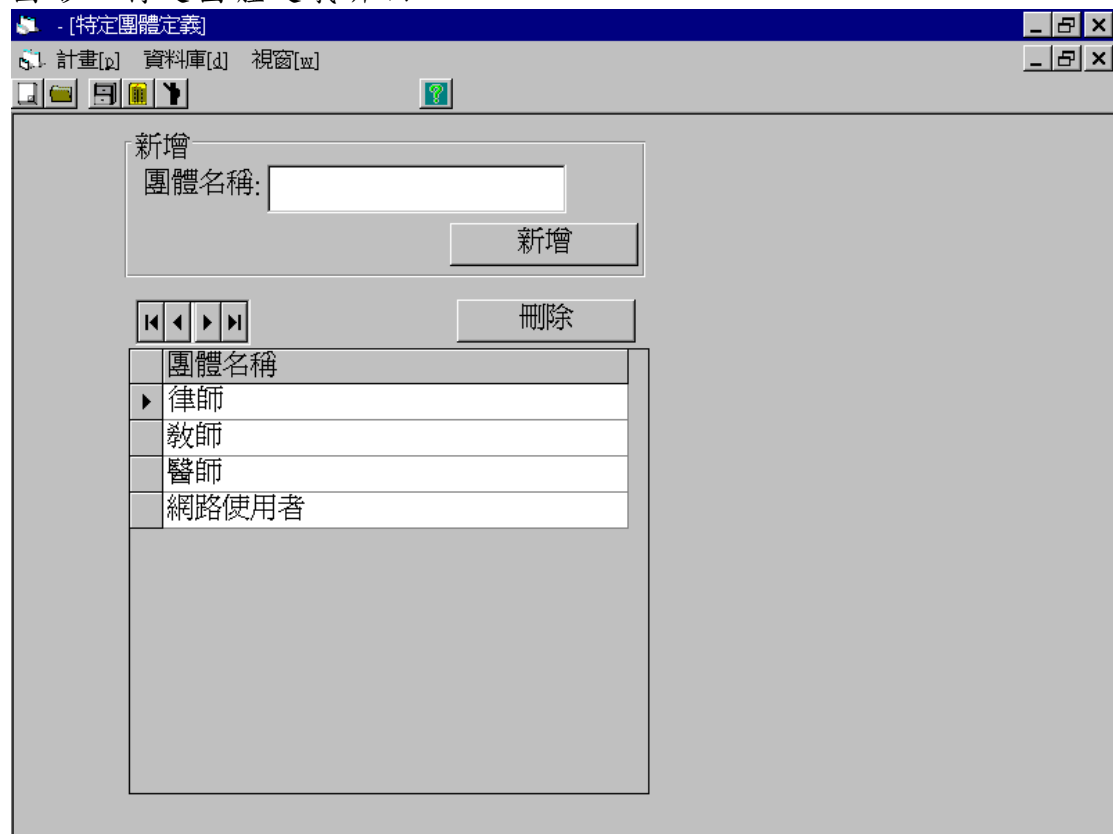 - [特定團體定義]
計畫[p] 資料庫[d] 視窗[w]
新增
團體名稱:
新增
刪除
團體名稱
律師
教師
醫師
網路使用者